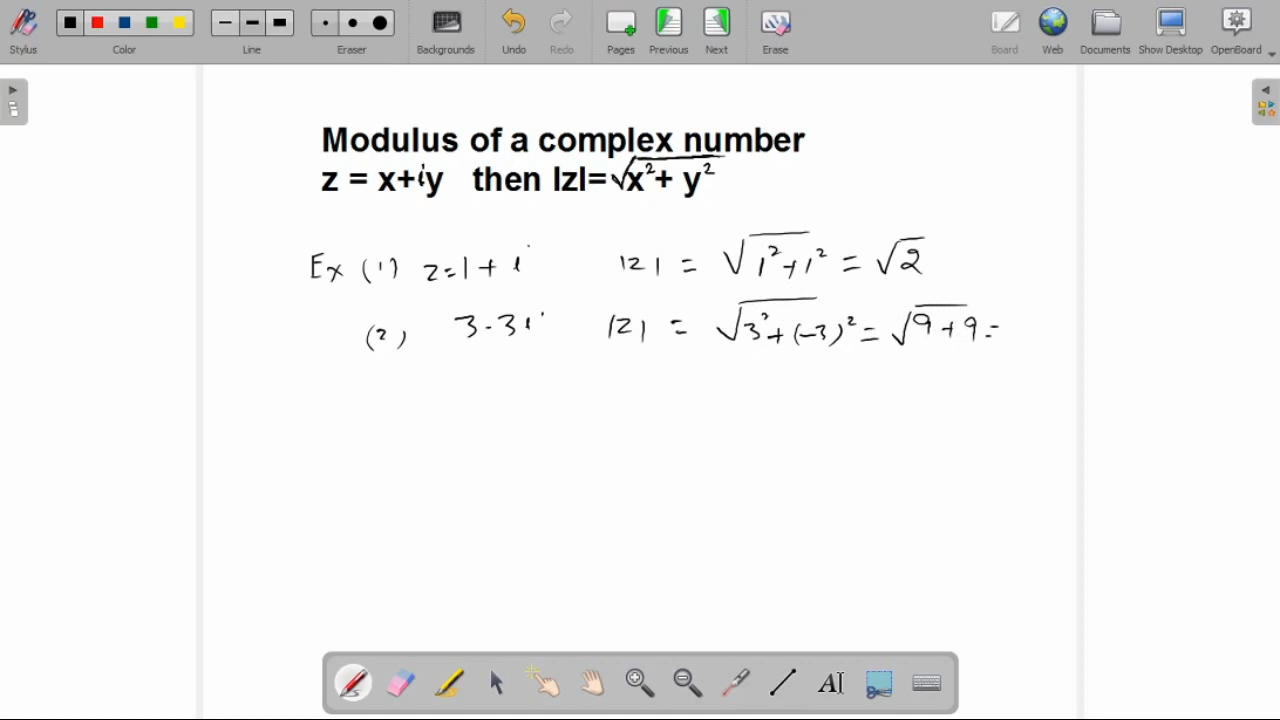 Stylus Color Line Eraser Backgrounds Undo Redo Pages Previous Next Erase Board Web Documents Show Desktop OpenBoard
Modulus of a complex number
z = x+iy then |z|=√x²+ y²
Ex (1) z=1+i |z| = √1²+1² = √2
(2) 3-3i |z| = √3²+(-3)² = √9+9 =